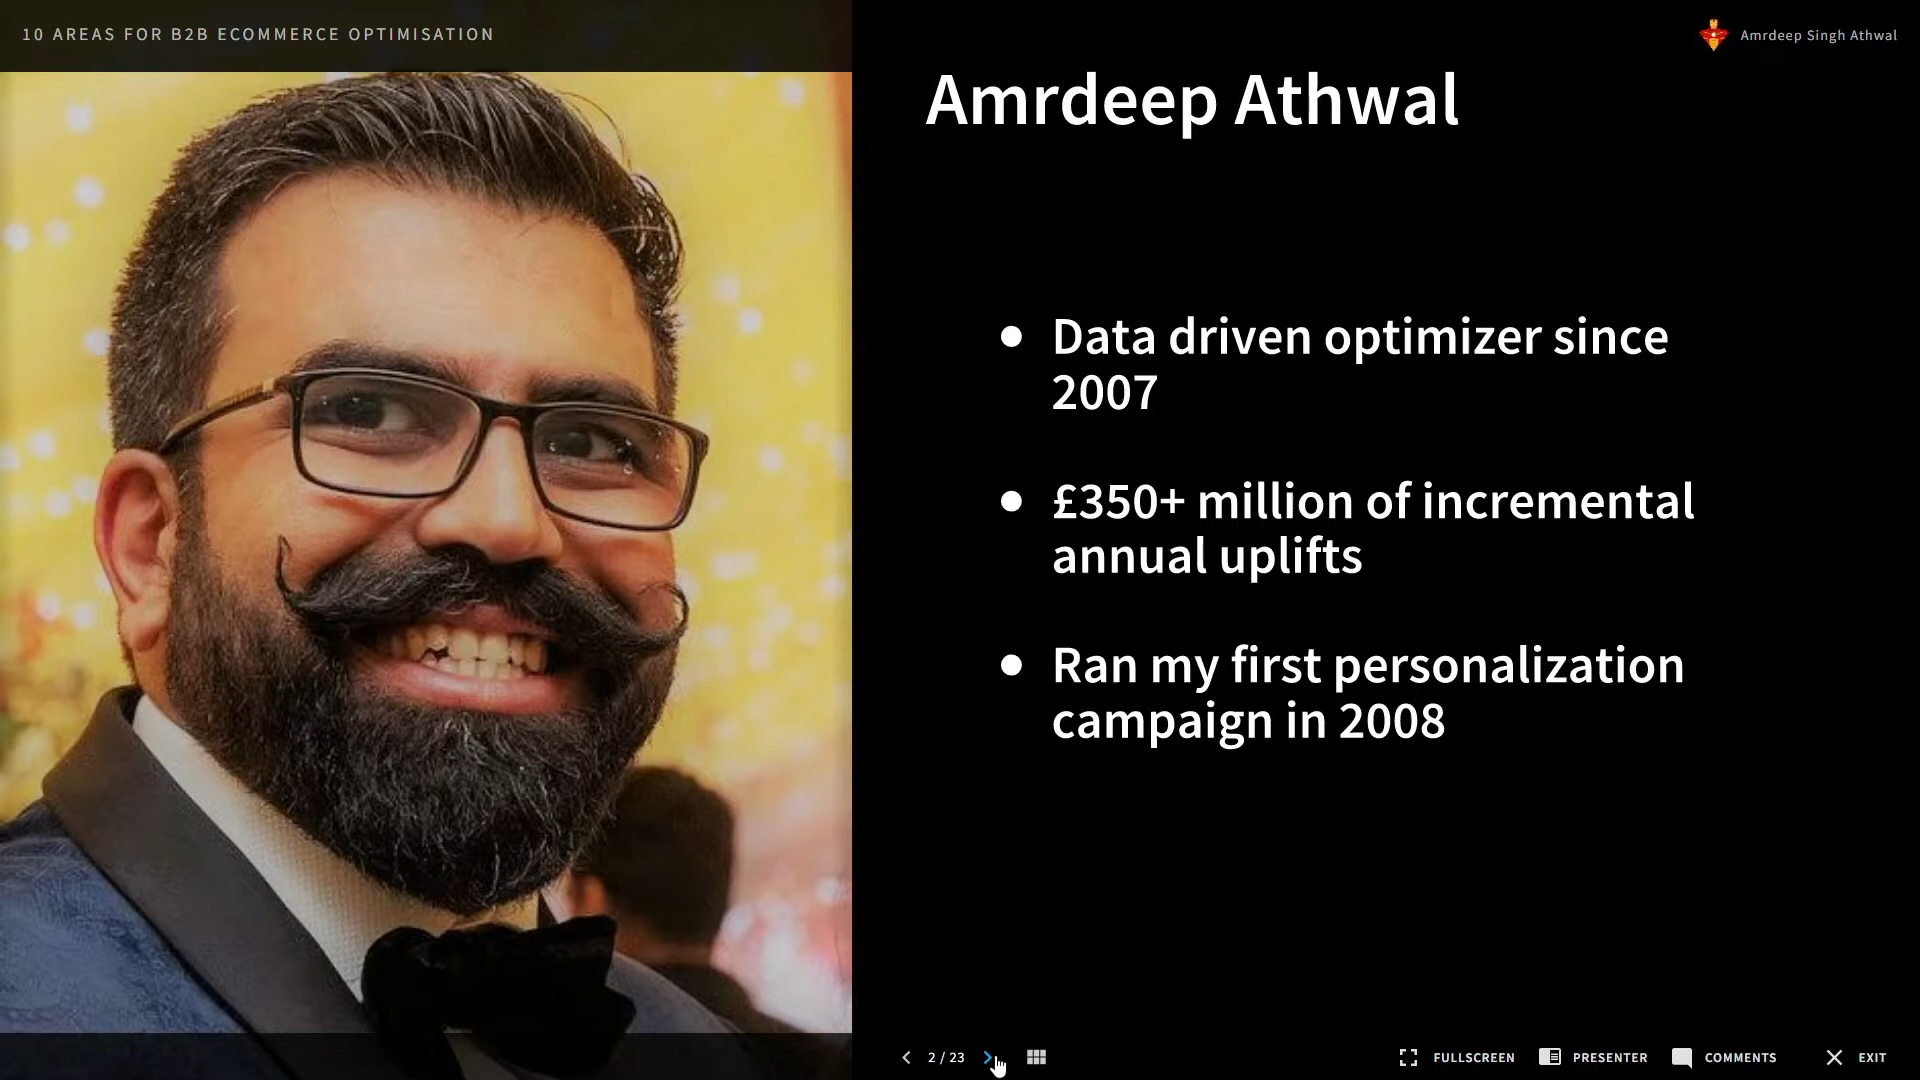 10 AREAS FOR B2B ECOMMERCE OPTIMISATION
Amrdeep Singh Athwal
Amrdeep Athwal
• Data driven optimizer since
2007
• £350+ million of incremental
annual uplifts
• Ran my first personalization
campaign in 2008
2 / 23
FULLSCREEN
PRESENTER
COMMENTS
EXIT